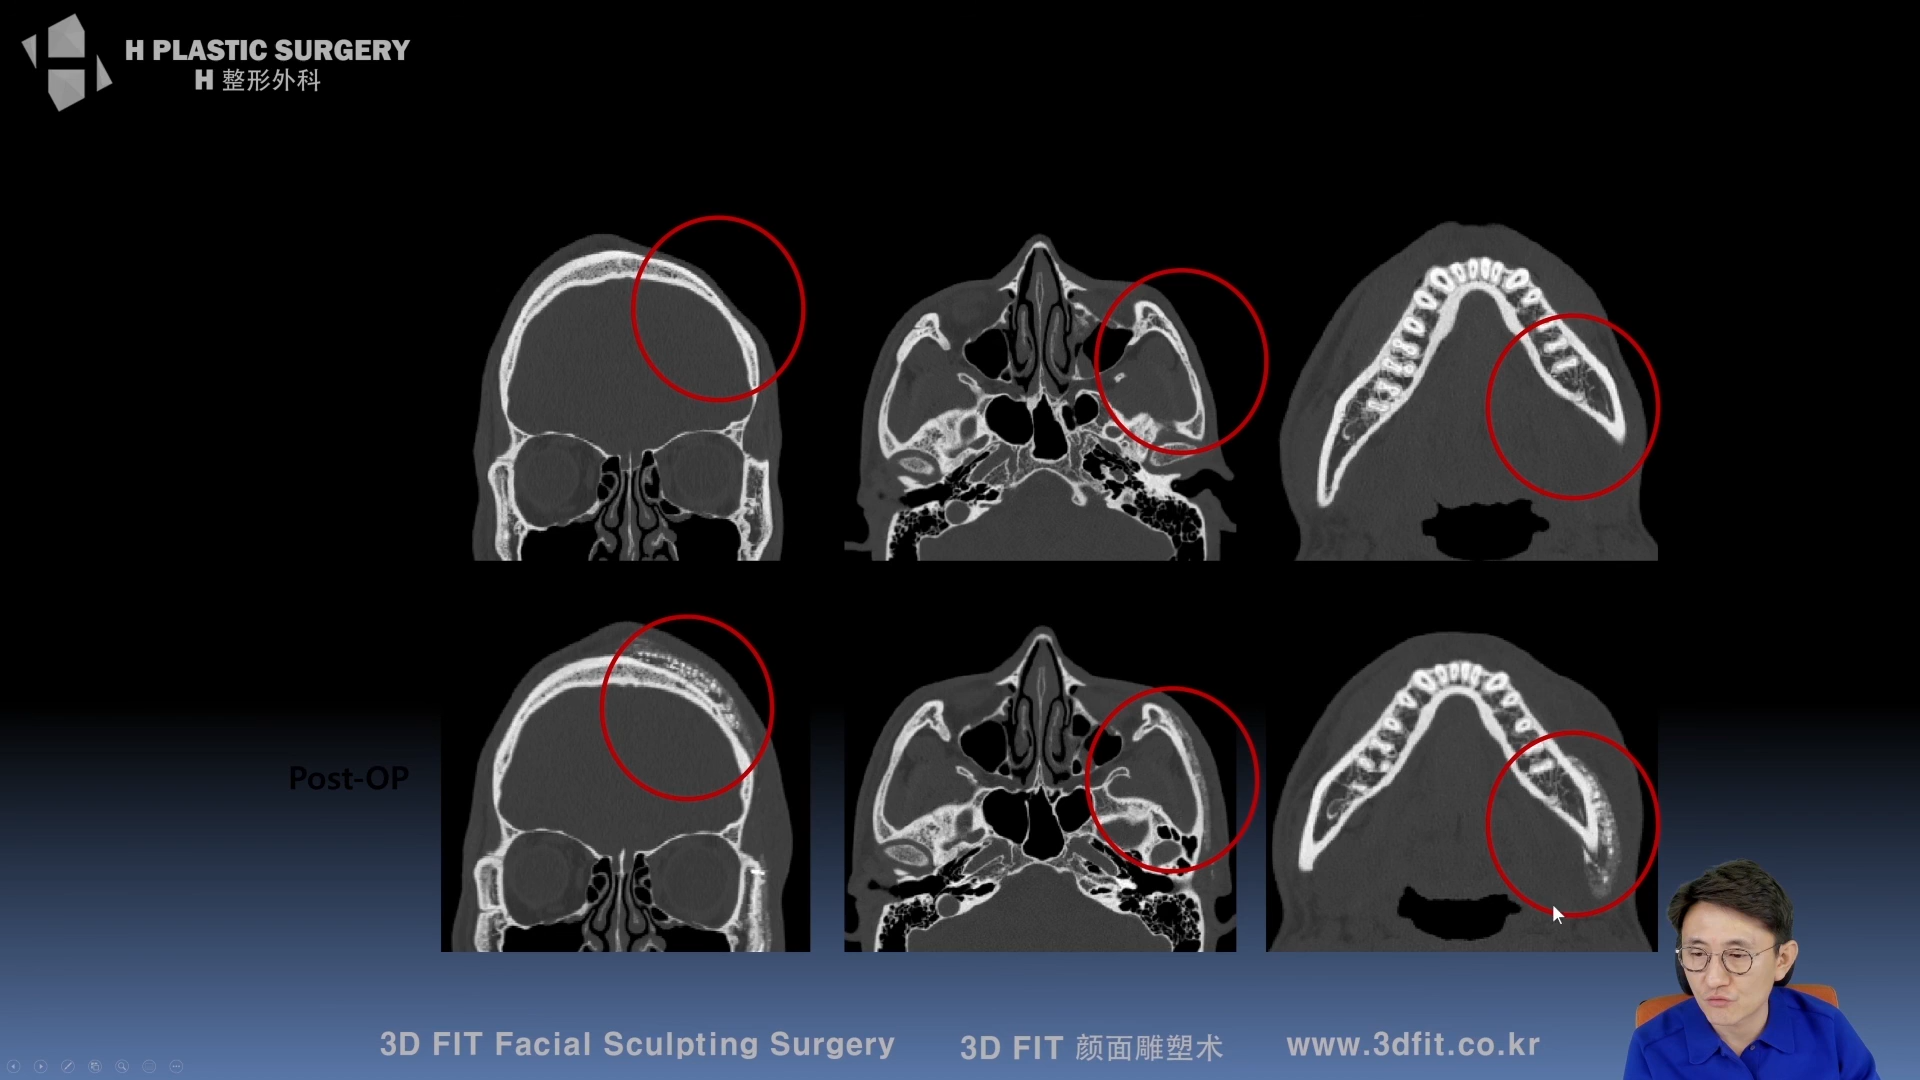 H PLASTIC SURGERY
H 整形外科
Post-OP
3D FIT Facial Sculpting Surgery
3D FIT 颜面雕塑术
www.3dfit.co.kr